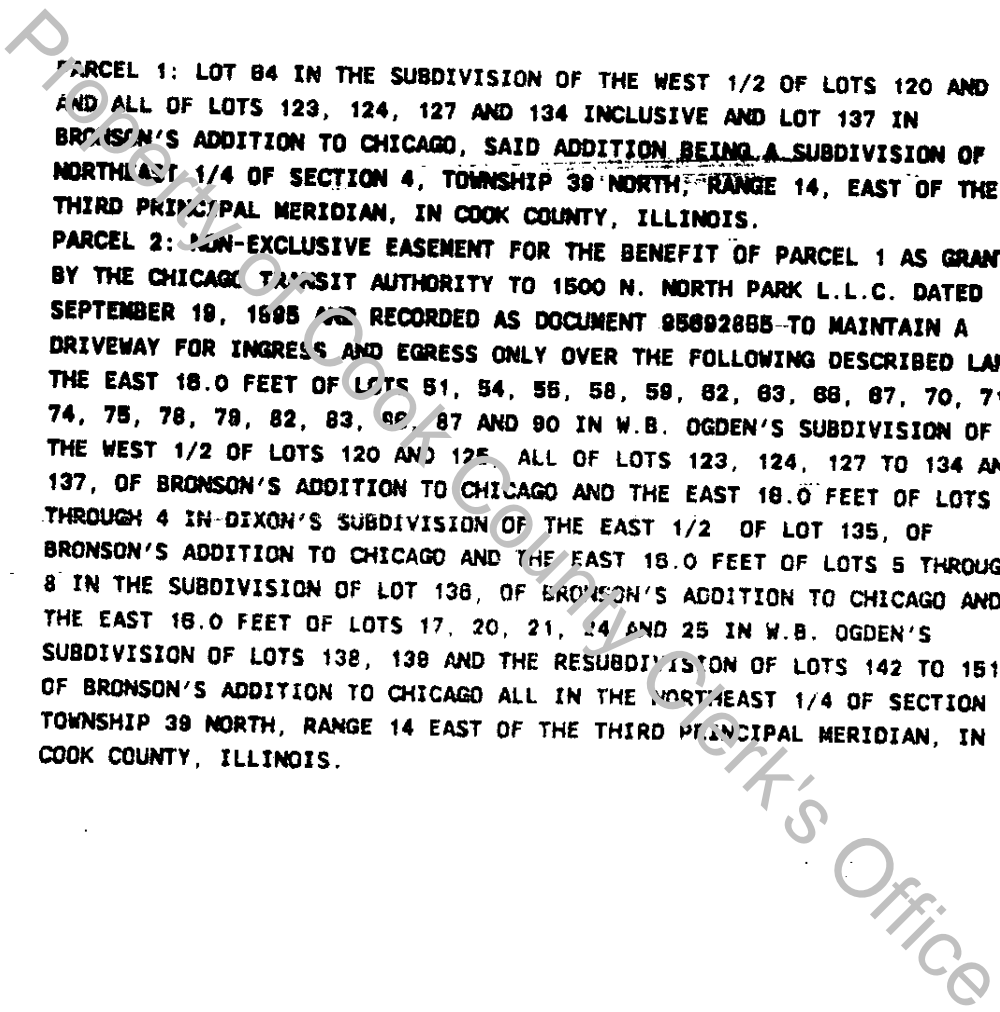 PARCEL 1: LOT 84 IN THE SUBDIVISION OF THE WEST 1/2 OF LOTS 120 AND
AND ALL OF LOTS 123, 124, 127 AND 134 INCLUSIVE AND LOT 137 IN
BRONSON'S ADDITION TO CHICAGO, SAID ADDITION BEING A SUBDIVISION OF
NORTHEAST 1/4 OF SECTION 4, TOWNSHIP 39 NORTH, RANGE 14, EAST OF THE
THIRD PRINCIPAL MERIDIAN, IN COOK COUNTY, ILLINOIS.
PARCEL 2: NON-EXCLUSIVE EASEMENT FOR THE BENEFIT OF PARCEL 1 AS GRANT
BY THE CHICAGO TRANSIT AUTHORITY TO 1500 N. NORTH PARK L.L.C. DATED
SEPTEMBER 19, 1995 AND RECORDED AS DOCUMENT TO MAINTAIN A
DRIVEWAY FOR INGRESS AND EGRESS ONLY OVER THE FOLLOWING DESCRIBED LAN
THE EAST 16.0 FEET OF LOTS 51, 54, 55, 58, 59, 62, 63, 66, 67, 70, 71
74, 75, 78, 79, 82, 83, 86, 87 AND 90 IN W.B. OGDEN'S SUBDIVISION OF
THE WEST 1/2 OF LOTS 120 AND 125, ALL OF LOTS 123, 124, 127 TO 134 AN
137, OF BRONSON'S ADDITION TO CHICAGO AND THE EAST 16.0 FEET OF LOTS
THROUGH 4 IN DIXON'S SUBDIVISION OF THE EAST 1/2 OF LOT 135, OF
BRONSON'S ADDITION TO CHICAGO AND THE EAST 16.0 FEET OF LOTS 5 THROUG
8 IN THE SUBDIVISION OF LOT 136, OF BRONSON'S ADDITION TO CHICAGO AND
THE EAST 16.0 FEET OF LOTS 17, 20, 21, 24 AND 25 IN W.B. OGDEN'S
SUBDIVISION OF LOTS 138, 139 AND THE RESUBDIVISION OF LOTS 142 TO 151
OF BRONSON'S ADDITION TO CHICAGO ALL IN THE NORTHEAST 1/4 OF SECTION
TOWNSHIP 39 NORTH, RANGE 14 EAST OF THE THIRD PRINCIPAL MERIDIAN, IN
COOK COUNTY, ILLINOIS.
Property of Cook County Clerk's Office